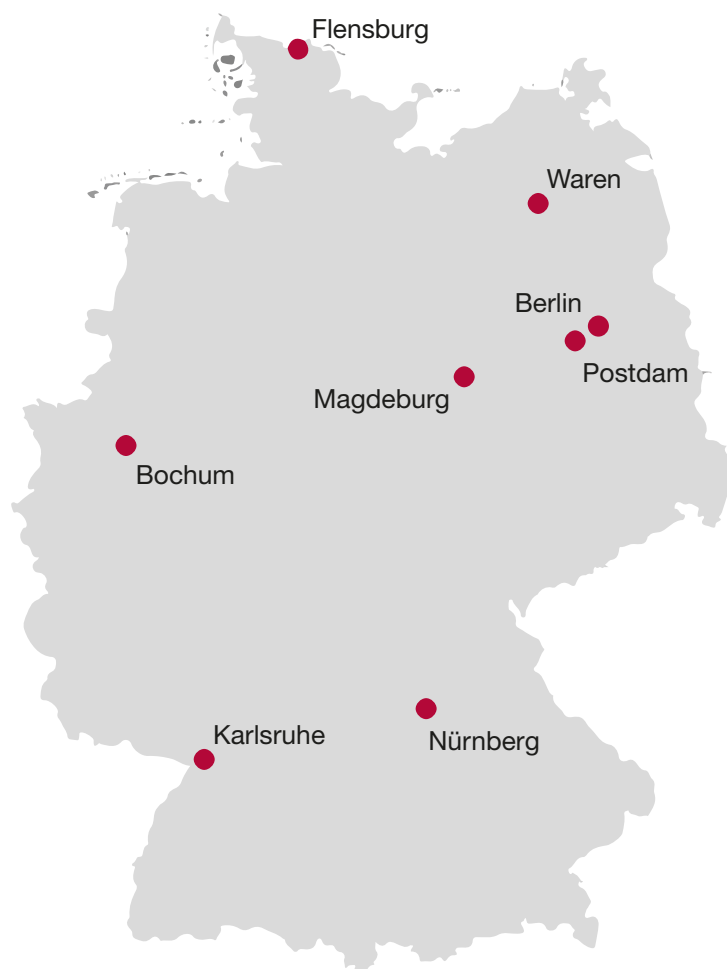 Flensburg
Waren
Berlin
Postdam
Magdeburg
Bochum
Karlsruhe
Nürnberg